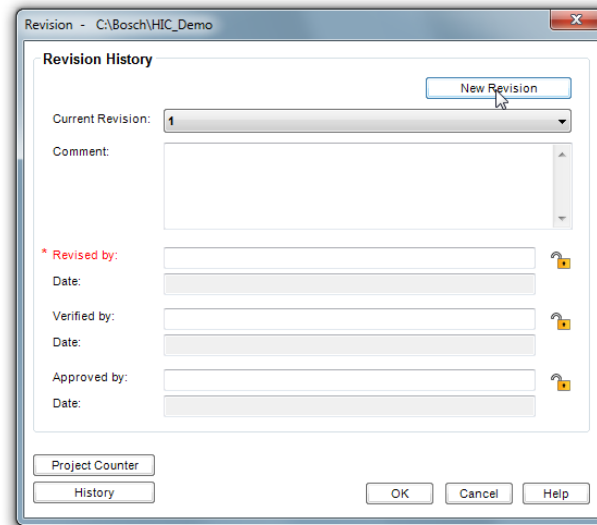 Revision - C:\Bosch\HIC_Demo
X
Revision History
New Revision
Current Revision: 1
Comment:
* Revised by:
Date:
Verified by:
Date:
Approved by:
Date:
Project Counter
History
OK Cancel Help